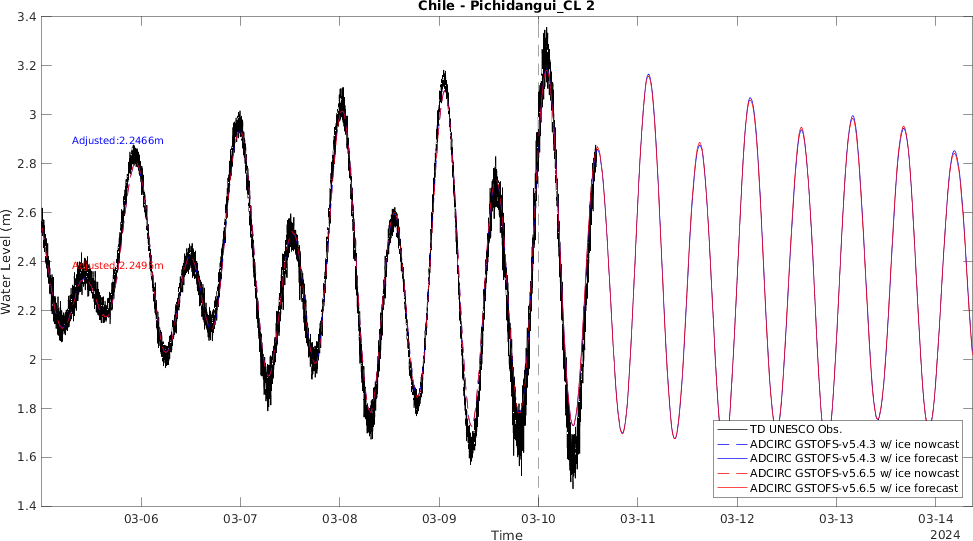 Chile - Pichidangui_CL 2
Water Level (m)
3.4
3.2
3
2.8
2.6
2.4
2.2
2
1.8
1.6
1.4
Adjusted:2.2466m
Adjusted:2.2495m
TD UNESCO Obs.
ADCIRC GSTOFS-v5.4.3 w/ ice nowcast
ADCIRC GSTOFS-v5.4.3 w/ ice forecast
ADCIRC GSTOFS-v5.6.5 w/ ice nowcast
ADCIRC GSTOFS-v5.6.5 w/ ice forecast
03-06 03-07 03-08 03-09 03-10 03-11 03-12 03-13 03-14
2024
Time